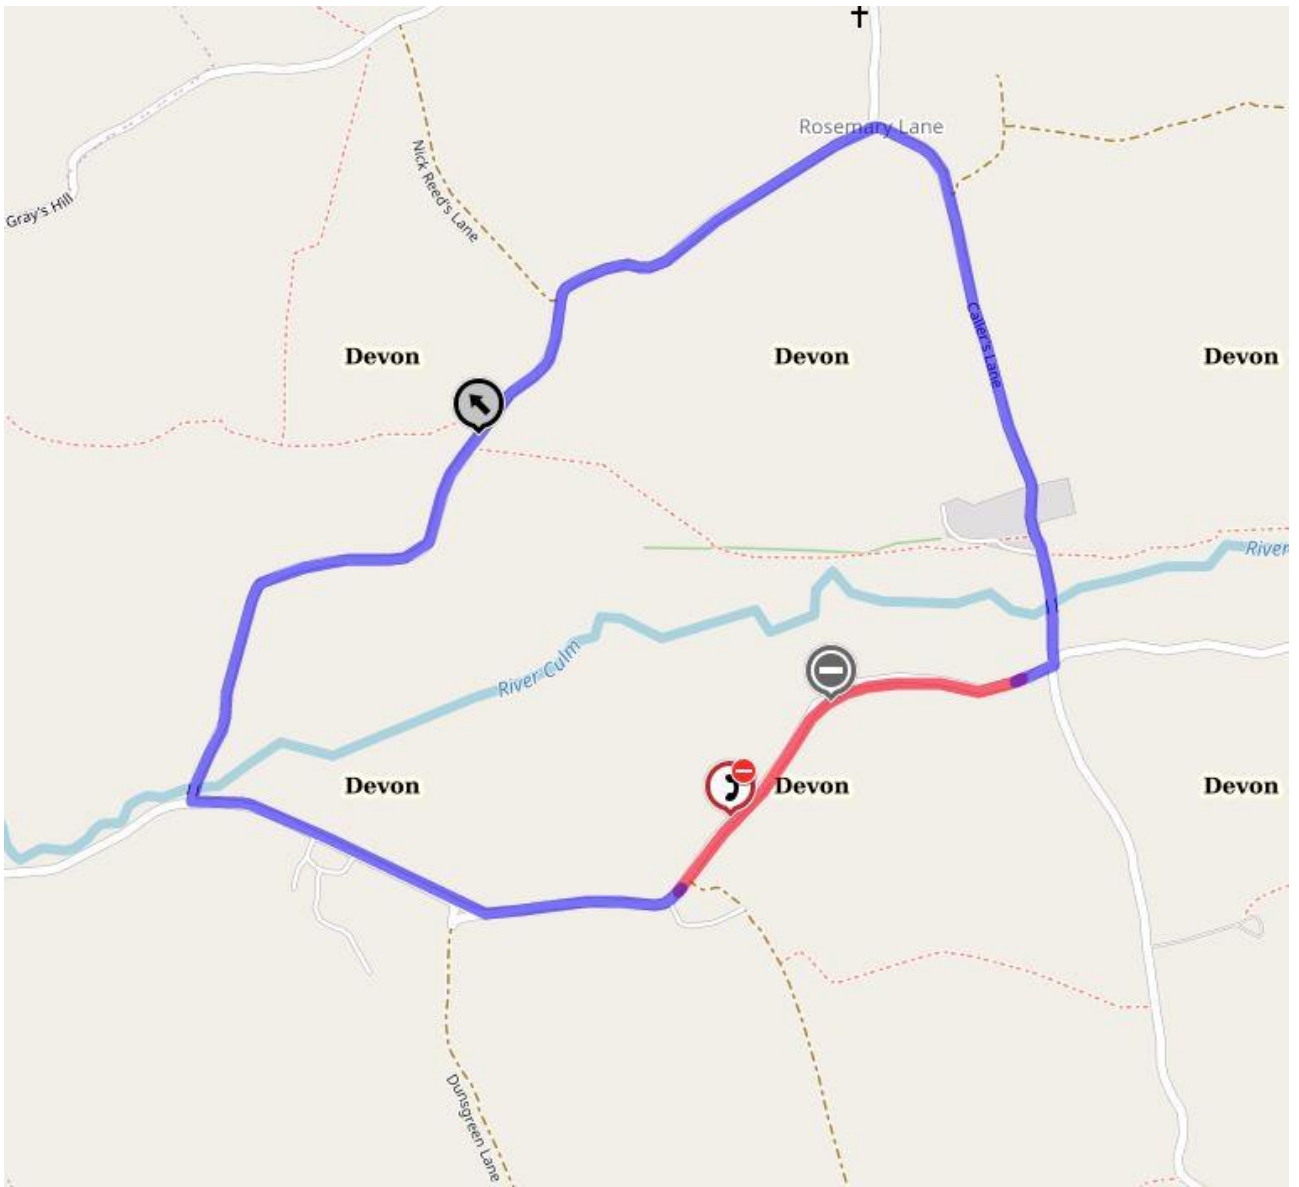 Rosemary Lane
Nick Reed's Lane
Gray's Hill
Caller's Lane
Devon
Devon
Devon
River
River Culm
Devon
Devon
Devon
Dunsgreen Lane